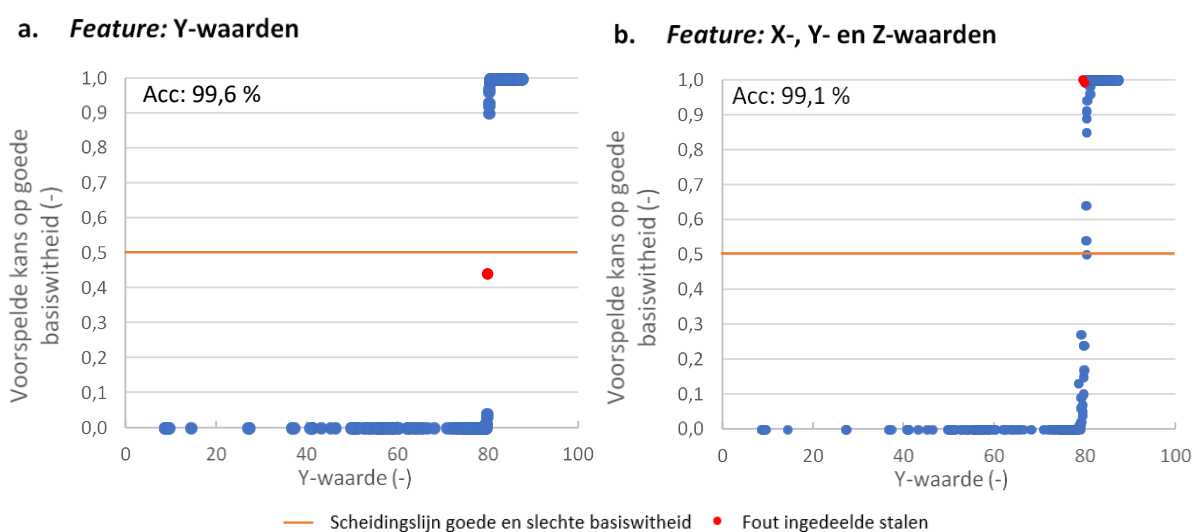 a. Feature: Y-waarden
Acc: 99,6 %
Voorspelde kans op goede
basiswitheid (-)
1,0
0,9
0,8
0,7
0,6
0,5
0,4
0,3
0,2
0,1
0,0
0 20 40 60 80 100
Y-waarde (-)
b. Feature: X-, Y- en Z-waarden
Acc: 99,1 %
Voorspelde kans op goede
basiswitheid (-)
1,0
0,9
0,8
0,7
0,6
0,5
0,4
0,3
0,2
0,1
0,0
0 20 40 60 80 100
Y-waarde (-)
Scheidingslijn goede en slechte basiswitheid
Fout ingedeelde stalen